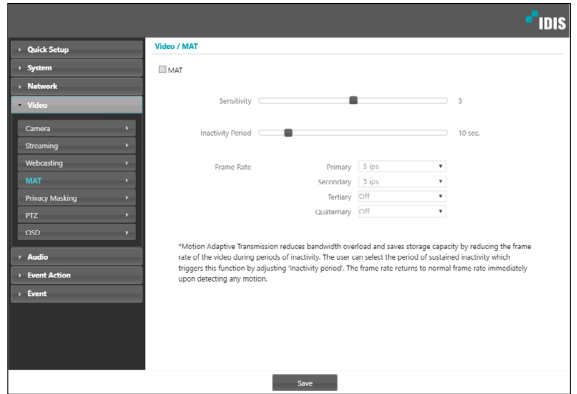 IDIS
Quick Setup
System
Network
Video
Camera
Streaming
Webcasting
MAT
Privacy Masking
PTZ
OSD
Audio
Event Action
Event
Video / MAT
MAT
Sensitivity 3
Inactivity Period 10 sec.
Frame Rate Primary 5 ips
Secondary 5 ips
Tertiary Off
Quaternary Off
*Motion Adaptive Transmission reduces bandwidth overload and saves storage capacity by reducing the frame
rate of the video during periods of inactivity. The user can select the period of sustained inactivity which
triggers this function by adjusting 'Inactivity period'. The frame rate returns to normal frame rate immediately
upon detecting any motion.
Save